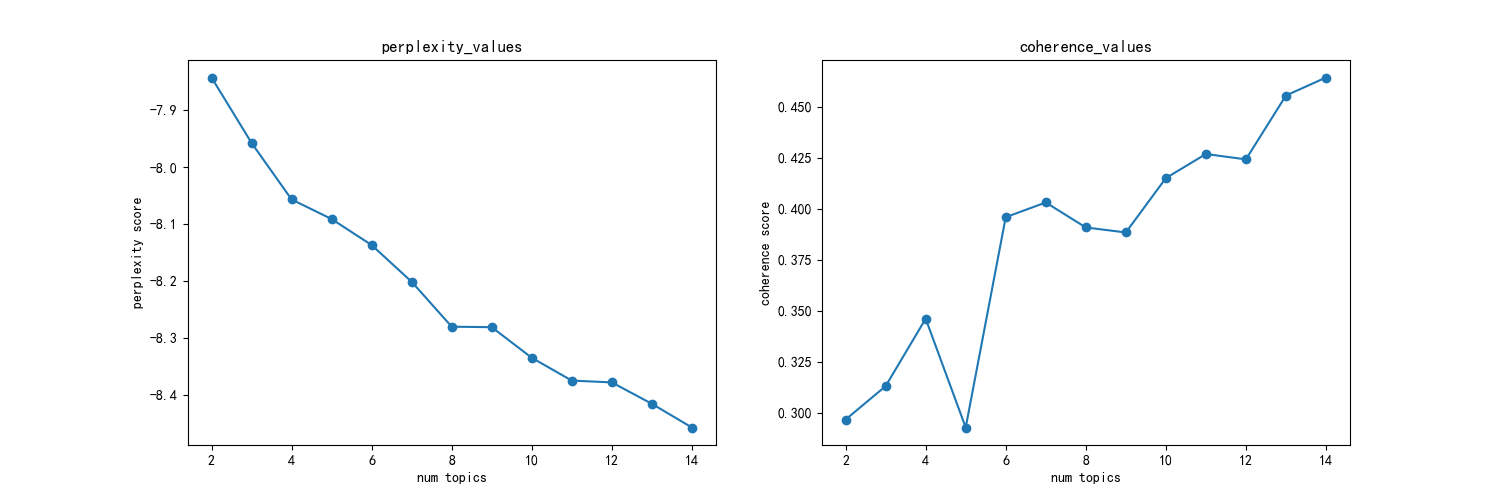 perplexity_values
perplexity score
-7.9
-8.0
-8.1
-8.2
-8.3
-8.4
2 4 6 8 10 12 14
num topics
coherence_values
coherence score
0.450
0.425
0.400
0.375
0.350
0.325
0.300
2 4 6 8 10 12 14
num topics